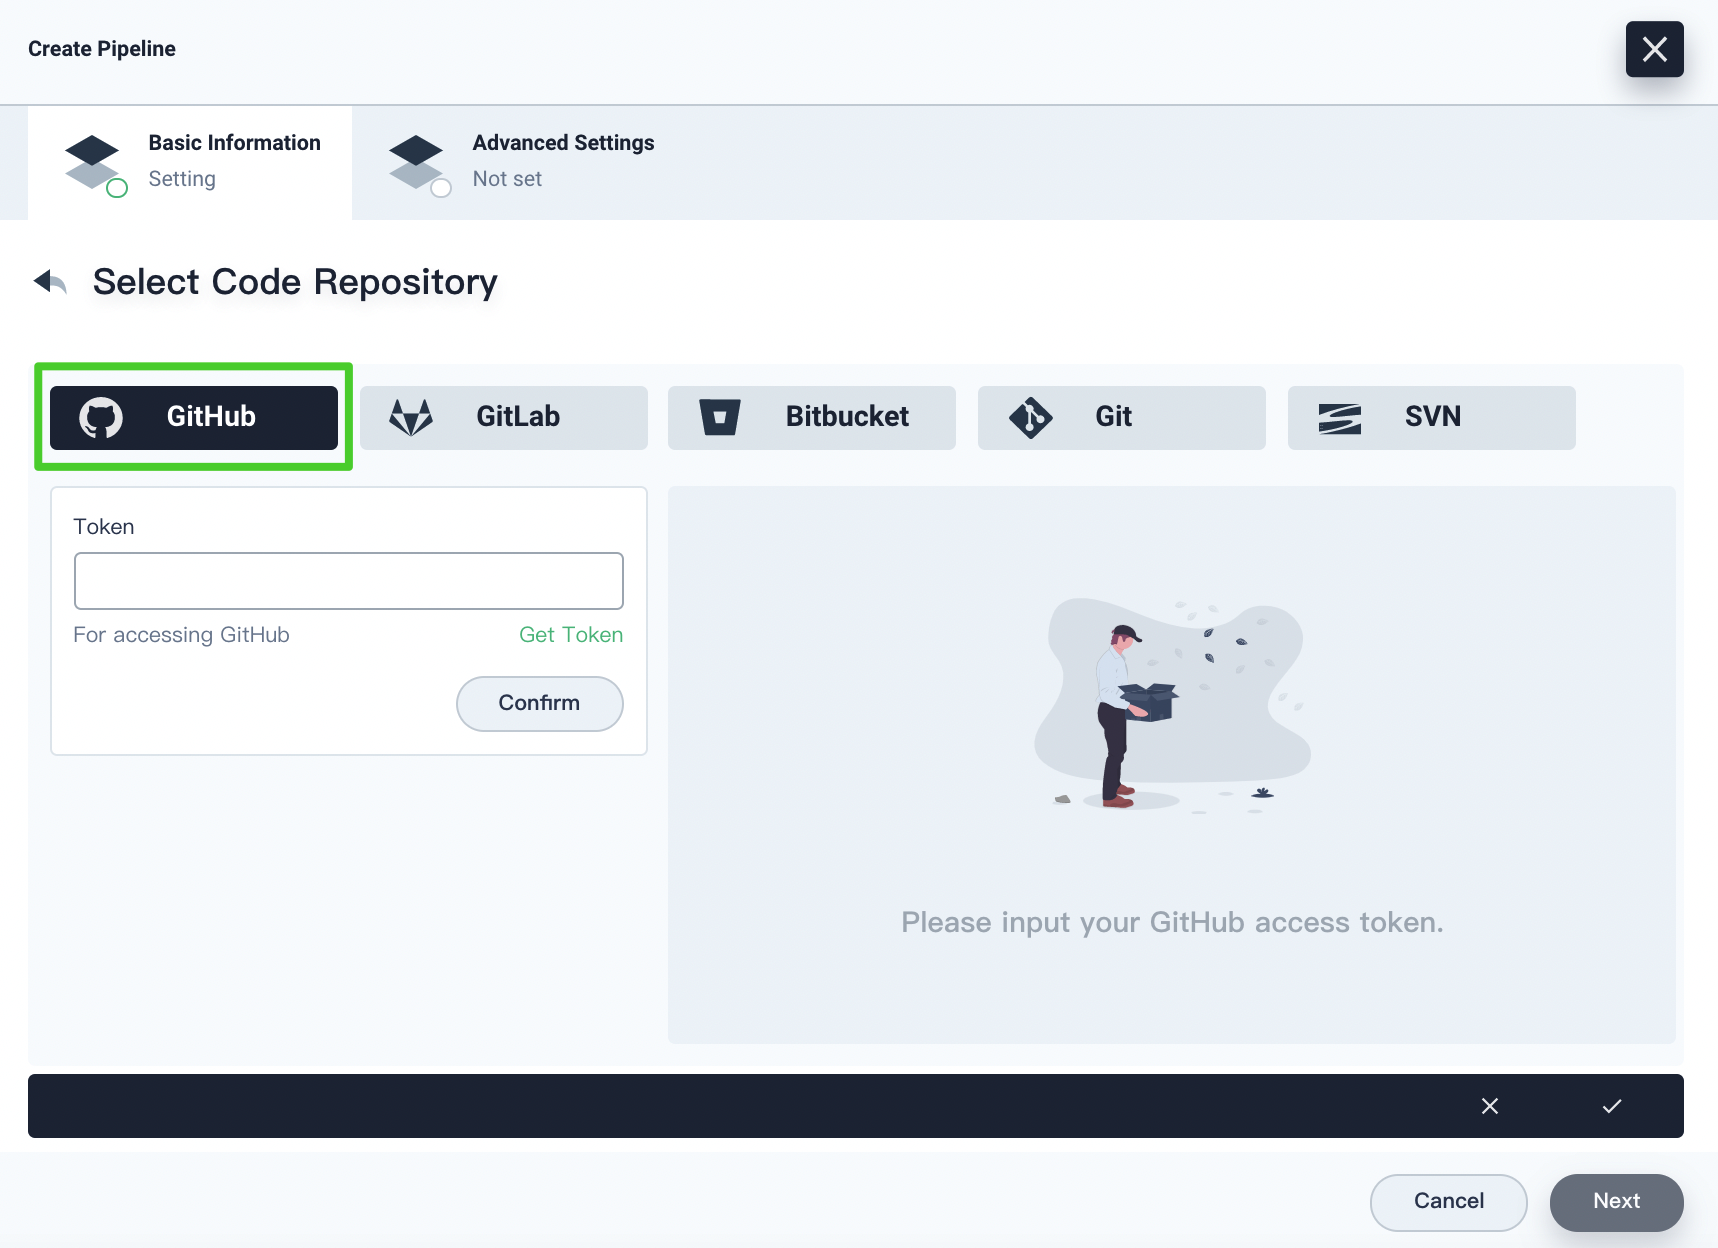 Create Pipeline
Basic Information
Setting
Advanced Settings
Not set
Select Code Repository
GitHub
GitLab
Bitbucket
Git
SVN
Token
For accessing GitHub
Get Token
Confirm
Please input your GitHub access token.
Cancel
Next